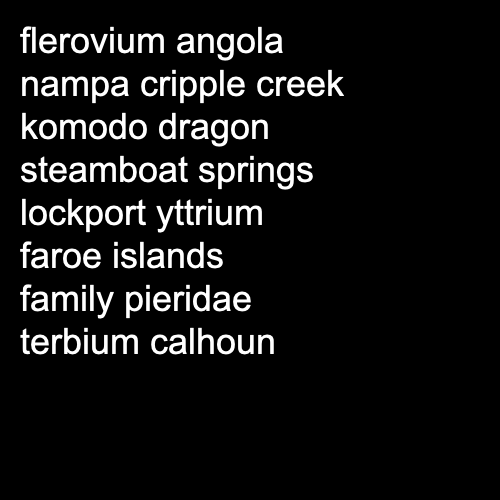 flerovium angola
nampa cripple creek
komodo dragon
steamboat springs
lockport yttrium
faroe islands
family pieridae
terbium calhoun